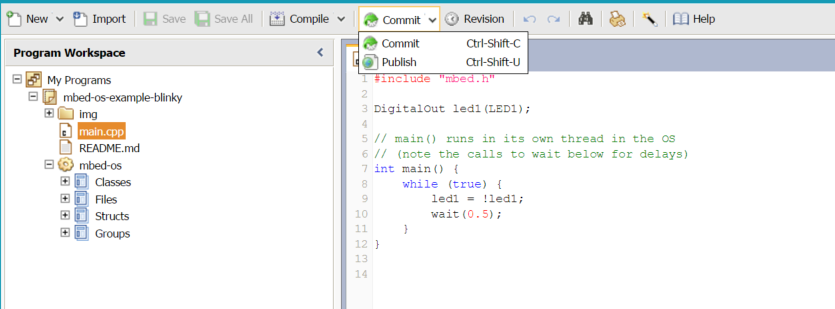 New Import Save Save All Compile Commit Revision Help
Program Workspace
My Programs
mbed-os-example-blinky
img
main.cpp
README.md
mbed-os
Classes
Files
Structs
Groups
Commit Ctrl-Shift-C
Publish Ctrl-Shift-U
1 #include "mbed.h"
2
3 DigitalOut led1(LED1);
4
5 // main() runs in its own thread in the OS
6 // (note the calls to wait below for delays)
7 int main() {
8 while (true) {
9 led1 = !led1;
10 wait(0.5);
11 }
12 }
13
14